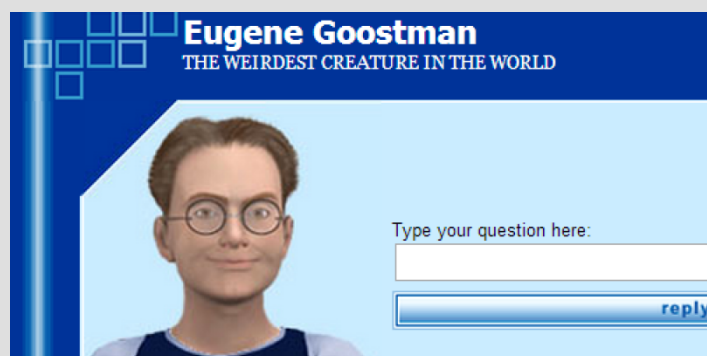 Eugene Goostman
THE WEIRDEST CREATURE IN THE WORLD
Type your question here:
reply